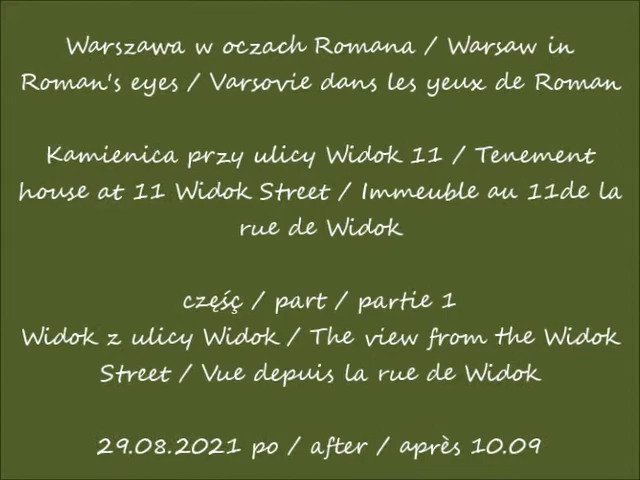 Warszawa w oczach Romana / Warsaw in
Roman's eyes / Varsovie dans les yeux de Roman
Kamienica przy ulicy Widok 11 / Tenement
house at 11 Widok Street / Immeuble au 11de la
rue de Widok
częśç / part / partie 1
Widok z ulicy Widok / The view from the Widok
Street / Vue depuis la rue de Widok
29.08.2021 po / after / après 10.09